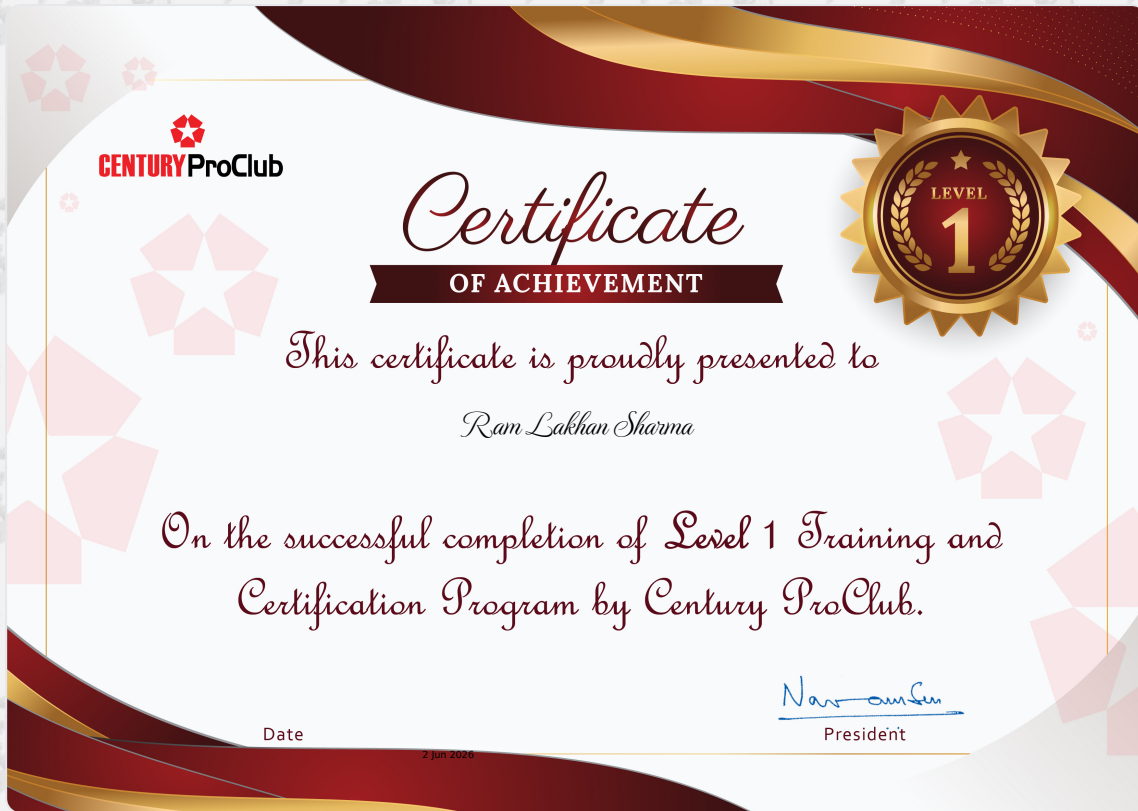 CENTURY ProClub
LEVEL
1
Certificate
OF ACHIEVEMENT
This certificate is proudly presented to
Ram Lakhan Sharma
On the successful completion of Level 1 Training and
Certification Program by Century ProClub.
Date
President
2 Jun 2026